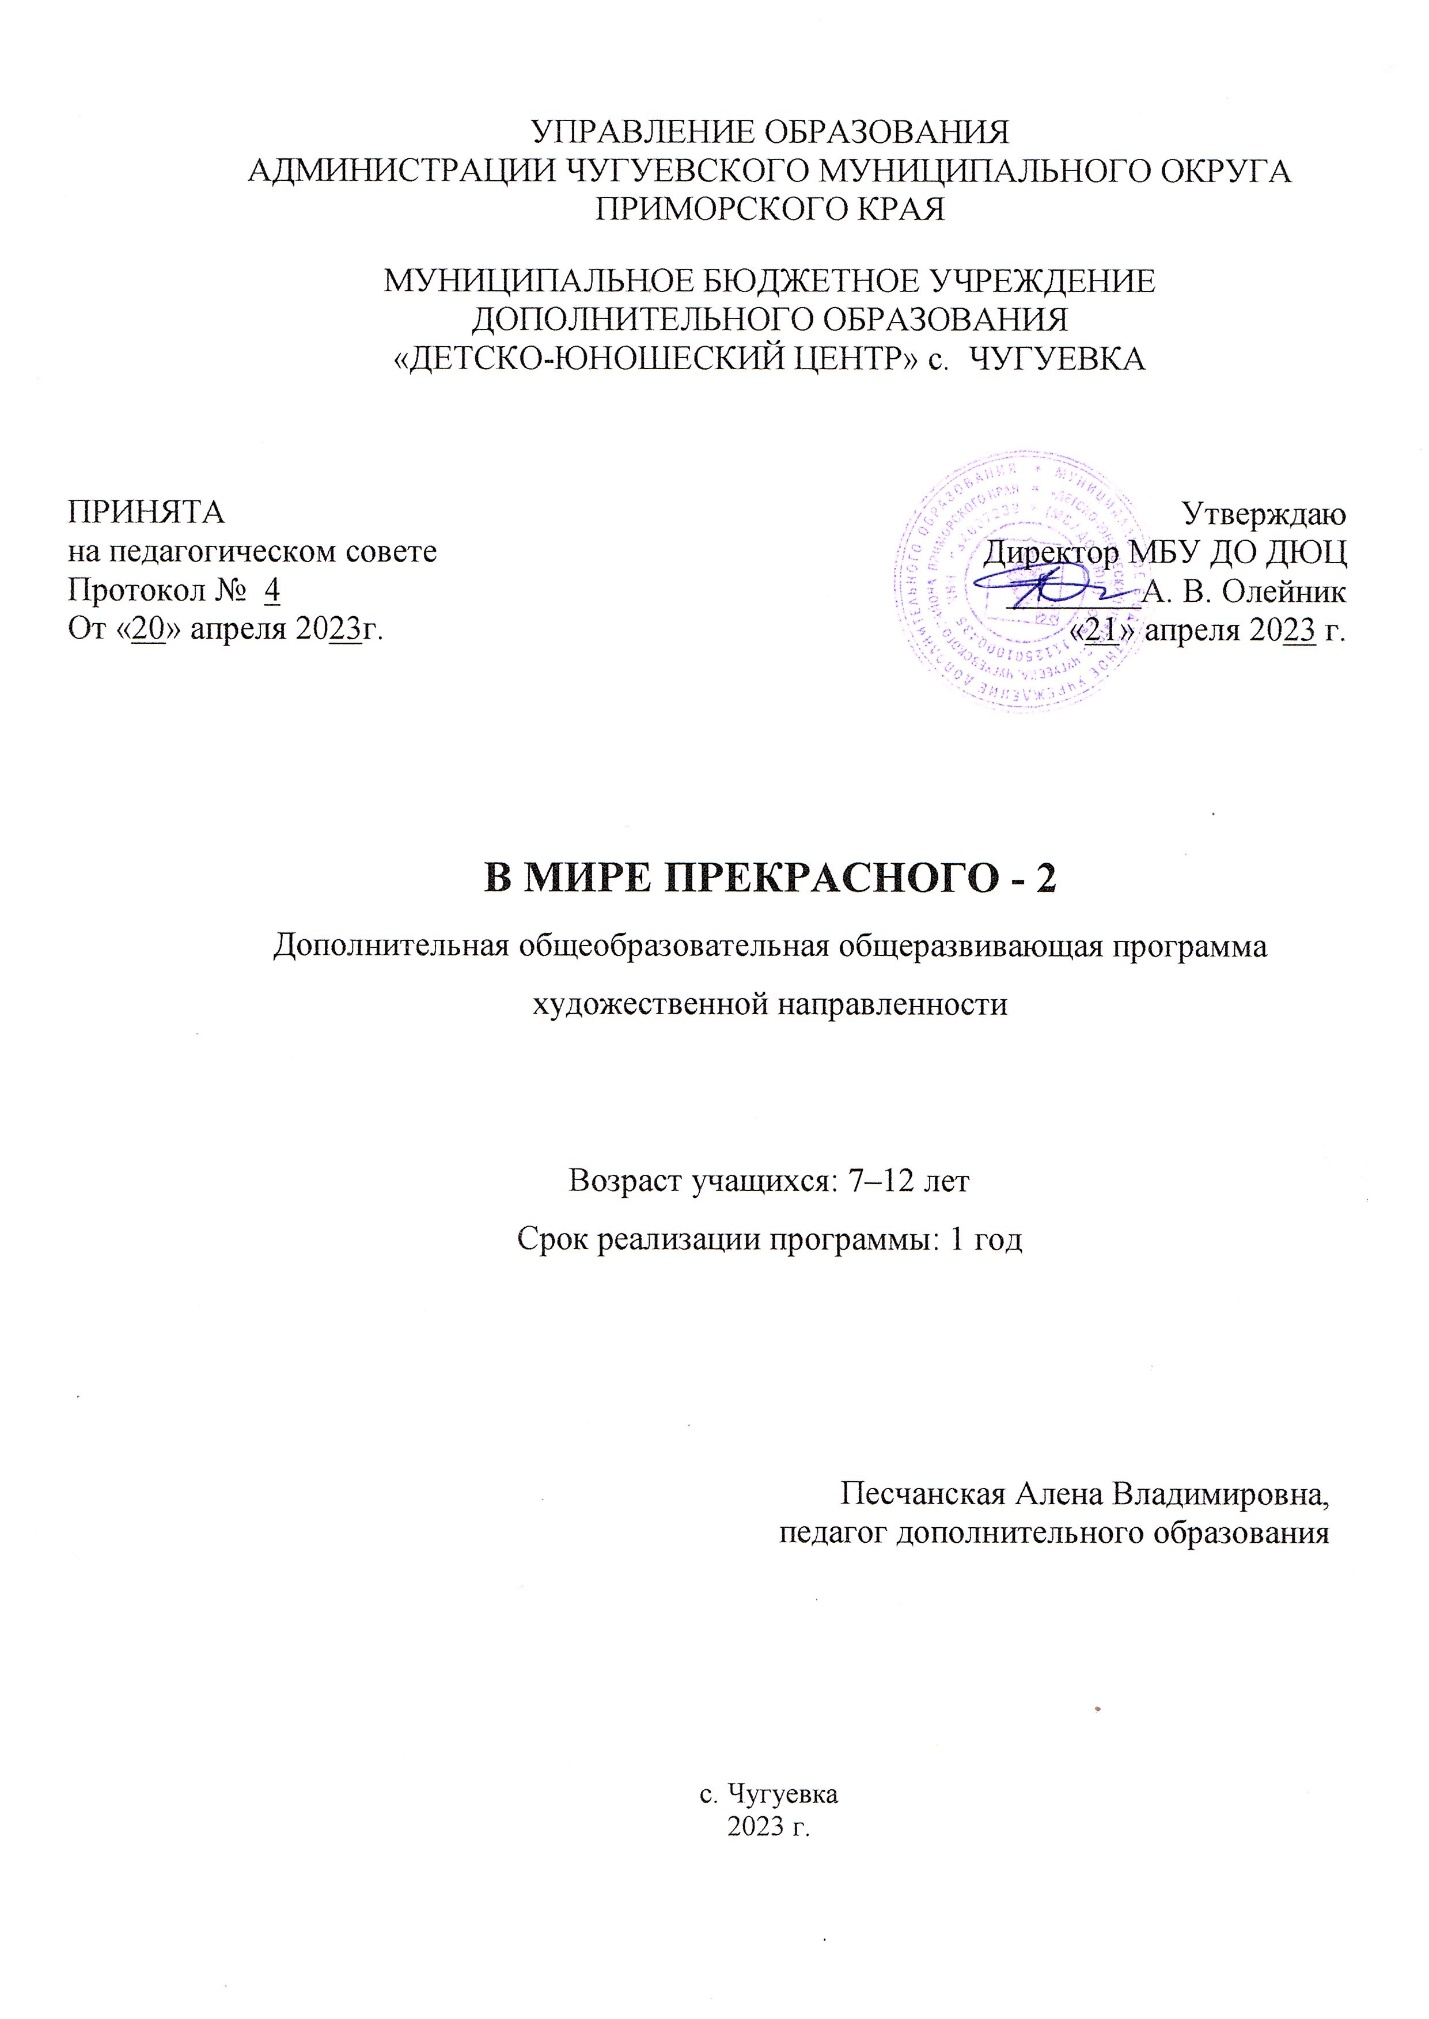 УПРАВЛЕНИЕ ОБРАЗОВАНИЯ
АДМИНИСТРАЦИИ ЧУГУЕВСКОГО МУНИЦИПАЛЬНОГО ОКРУГА
ПРИМОРСКОГО КРАЯ
МУНИЦИПАЛЬНОЕ БЮДЖЕТНОЕ УЧРЕЖДЕНИЕ
ДОПОЛНИТЕЛЬНОГО ОБРАЗОВАНИЯ
«ДЕТСКО-ЮНОШЕСКИЙ ЦЕНТР» с. ЧУГУЕВКА
ПРИНЯТА
на педагогическом совете
Протокол № 4
От «20» апреля 2023г.
Утверждаю
Директор МБУ ДО ДЮЦ
________А. В. Олейник
«21» апреля 2023 г.
В МИРЕ ПРЕКРАСНОГО - 2
Дополнительная общеобразовательная общеразвивающая программа
художественной направленности
Возраст учащихся: 7–12 лет
Срок реализации программы: 1 год
Песчанская Алена Владимировна,
педагог дополнительного образования
с. Чугуевка
2023 г.